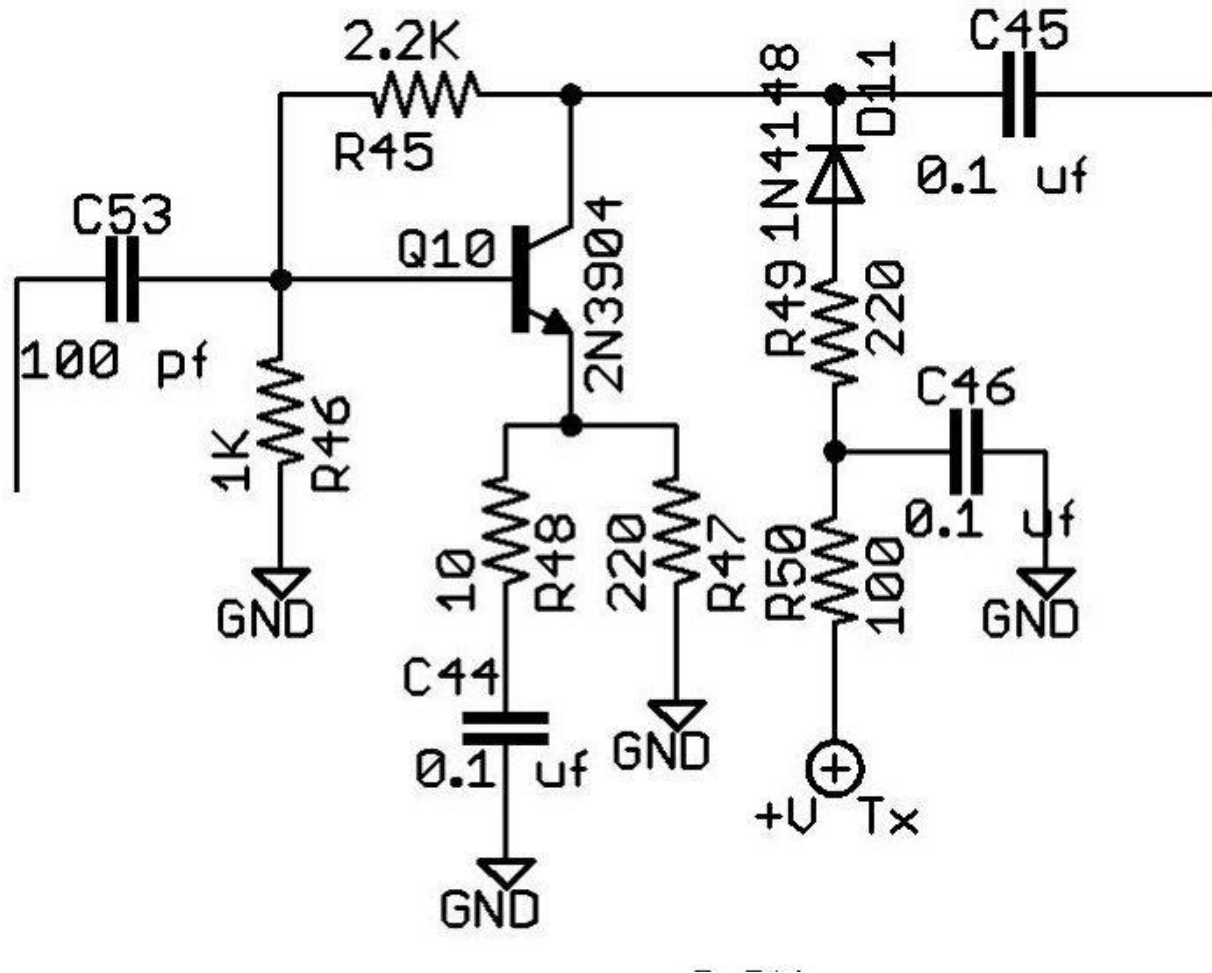 2.2K
R45
1N4148
D11
C45
0.1 uf
C53
100 pf
Q10
2N3904
R49
220
1K
R46
C46
0.1 uf
10
R48
220
R47
R50
100
GND
GND
C44
0.1 uf
GND
+V Tx
GND